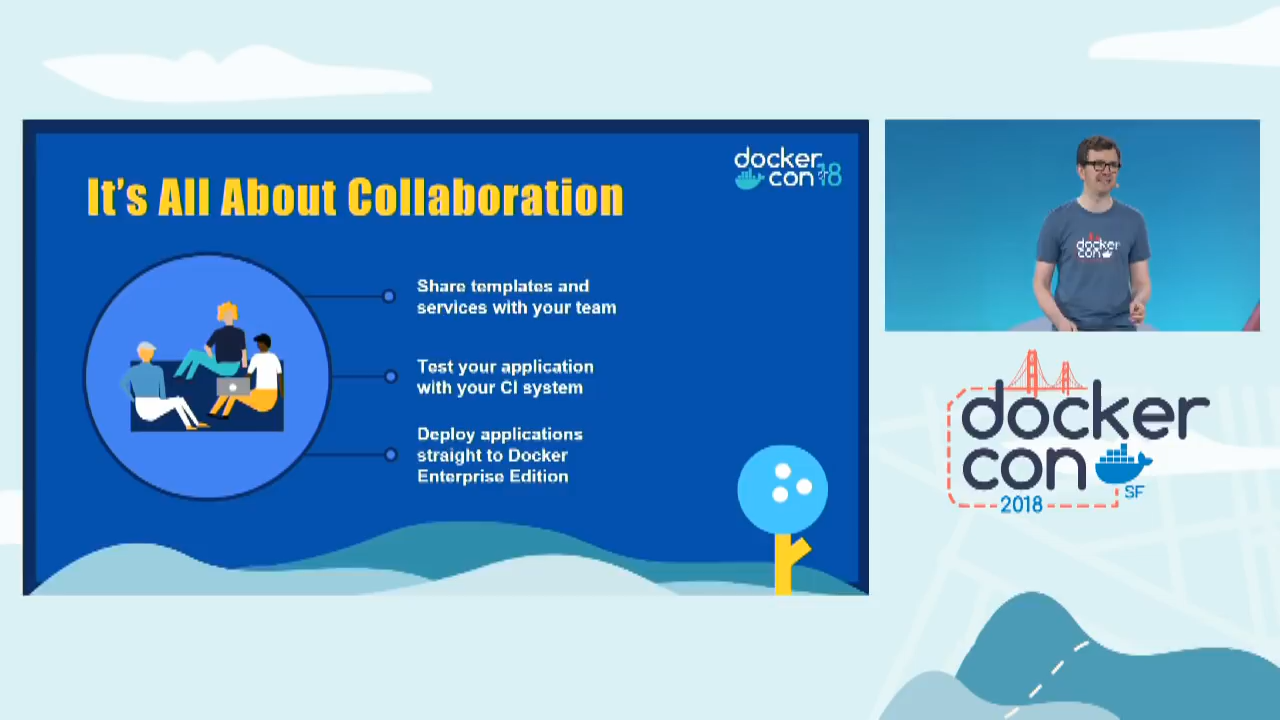 It's All About Collaboration
docker
con 18
Share templates and
services with your team
Test your application
with your CI system
Deploy applications
straight to Docker
Enterprise Edition
docker
con
docker
con
2018
SF